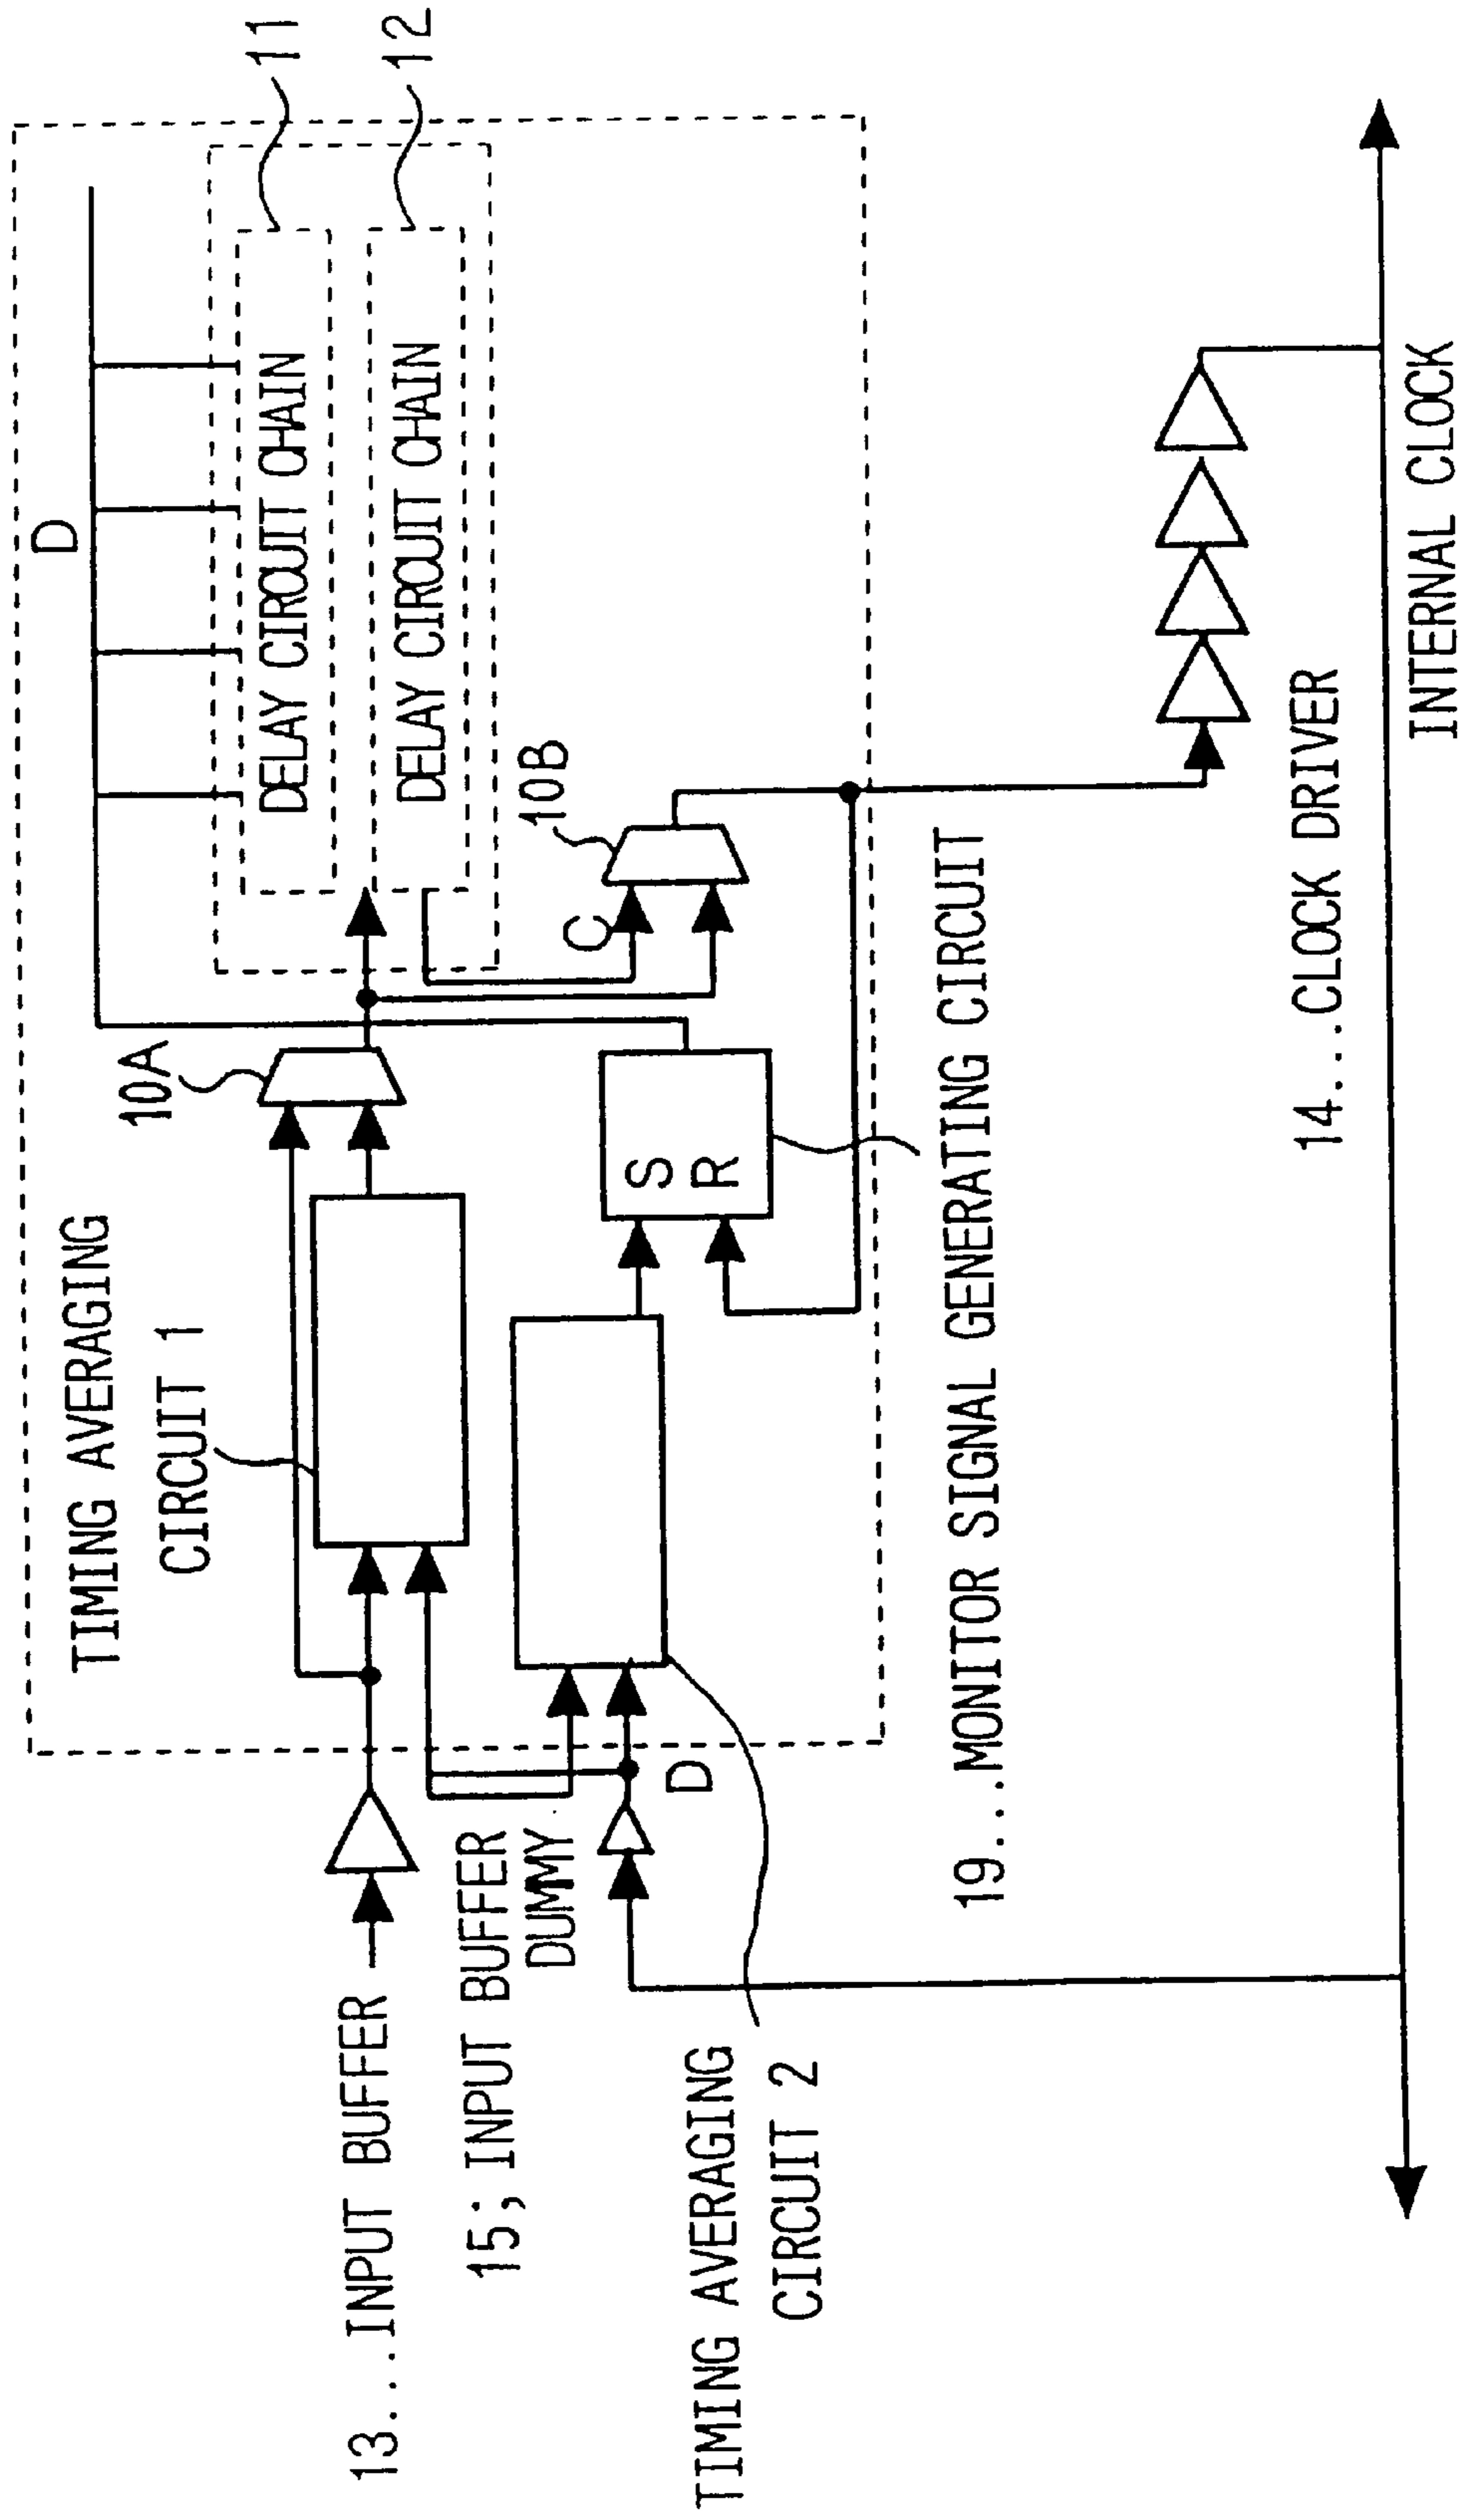 D
11
12
TIMING AVERAGING
CIRCUIT 1
10A
DELAY CIRCUIT CHAIN
DELAY CIRCUIT CHAIN
10B
C
S
R
13...INPUT BUFFER
15; INPUT BUFFER
DUMMY
D
TIMING AVERAGING
CIRCUIT 2
19...MONITOR SIGNAL GENERATING CIRCUIT
14...CLOCK DRIVER
INTERNAL CLOCK